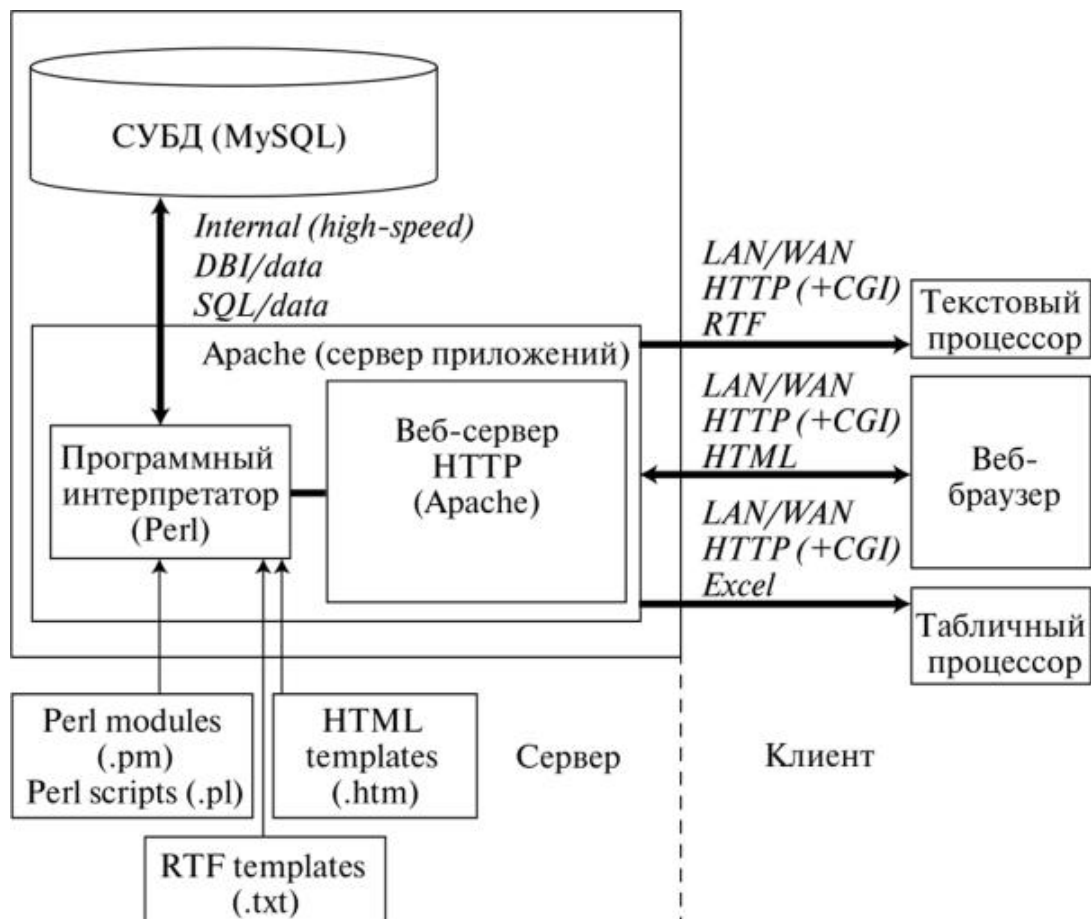 СУБД (MySQL)
Internal (high-speed)
DBI/data
SQL/data
Apache (сервер приложений)
Программный
интерпретатор
(Perl)
Веб-сервер
HTTP
(Apache)
LAN/WAN
HTTP (+CGI)
RTF
Текстовый
процессор
LAN/WAN
HTTP (+CGI)
HTML
Веб-
браузер
LAN/WAN
HTTP (+CGI)
Excel
Табличный
процессор
Perl modules
(.pm)
Perl scripts (.pl)
HTML
templates
(.htm)
RTF templates
(.txt)
Сервер
Клиент